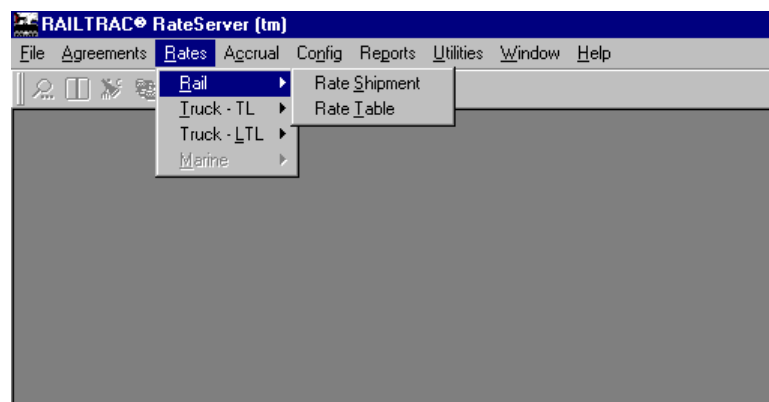 RAILTRAC® RateServer (tm)
File Agreements Rates Accrual Config Reports Utilities Window Help
Rail Rate Shipment
Truck - TL Rate Table
Truck - LTL
Marine